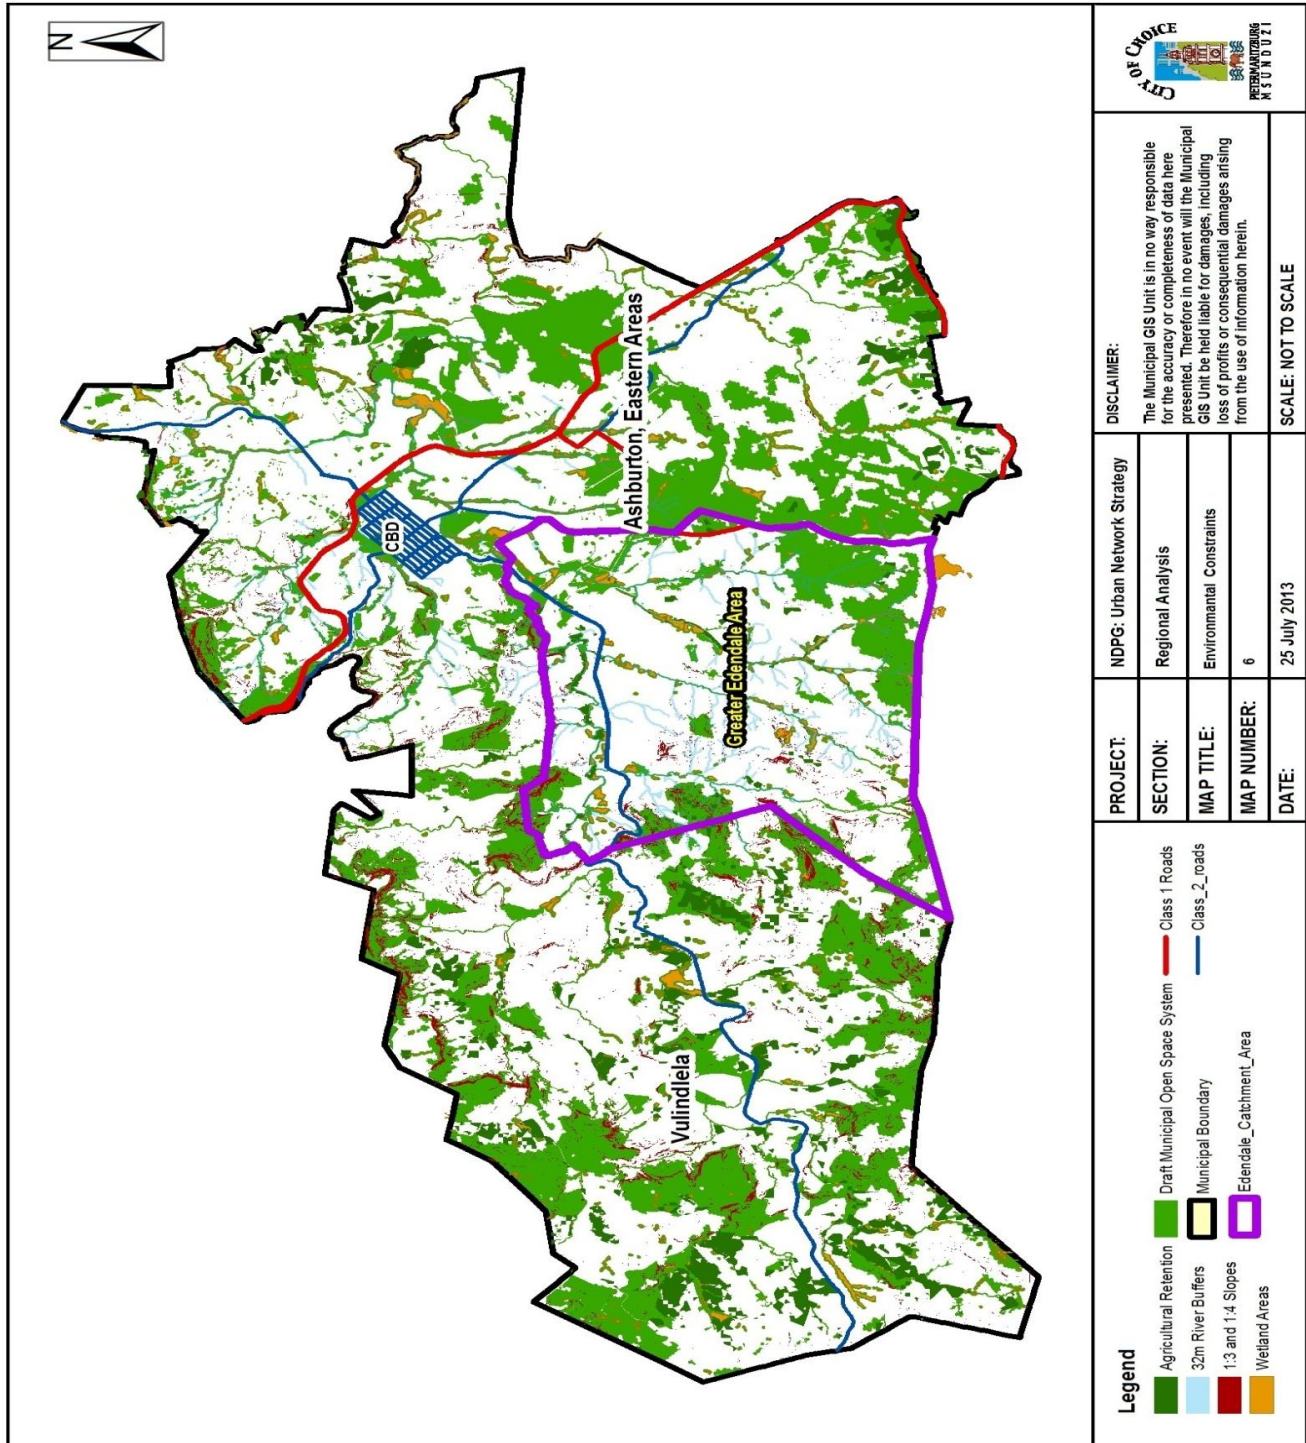 N
CBD
Ashburton, Eastern Areas
Greater Edendale Area
Vulindlela
Legend
Agricultural Retention
32m River Buffers
1:3 and 1:4 Slopes
Wetland Areas
Draft Municipal Open Space System
Municipal Boundary
Edendale_Catchment_Area
Class 1 Roads
Class_2_roads
PROJECT:
NDPG: Urban Network Strategy
SECTION:
Regional Analysis
MAP TITLE:
Environmental Constraints
MAP NUMBER:
6
DATE:
25 July 2013
DISCLAIMER:
The Municipal GIS Unit is in no way responsible
for the accuracy or completeness of data here
presented. Therefore in no event will the Municipal
GIS Unit be held liable for damages, including
loss of profits or consequential damages arising
from the use of information herein.
SCALE: NOT TO SCALE
CITY OF CHOICE
PIETERMARITZBURG
MSUNDUZI